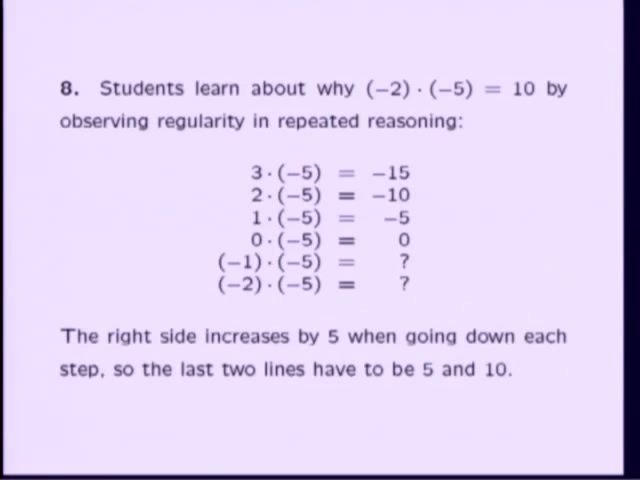 8. Students learn about why (−2) · (−5) = 10 by
observing regularity in repeated reasoning:
3 · (−5) = −15
2 · (−5) = −10
1 · (−5) = −5
0 · (−5) = 0
(−1) · (−5) = ?
(−2) · (−5) = ?
The right side increases by 5 when going down each
step, so the last two lines have to be 5 and 10.